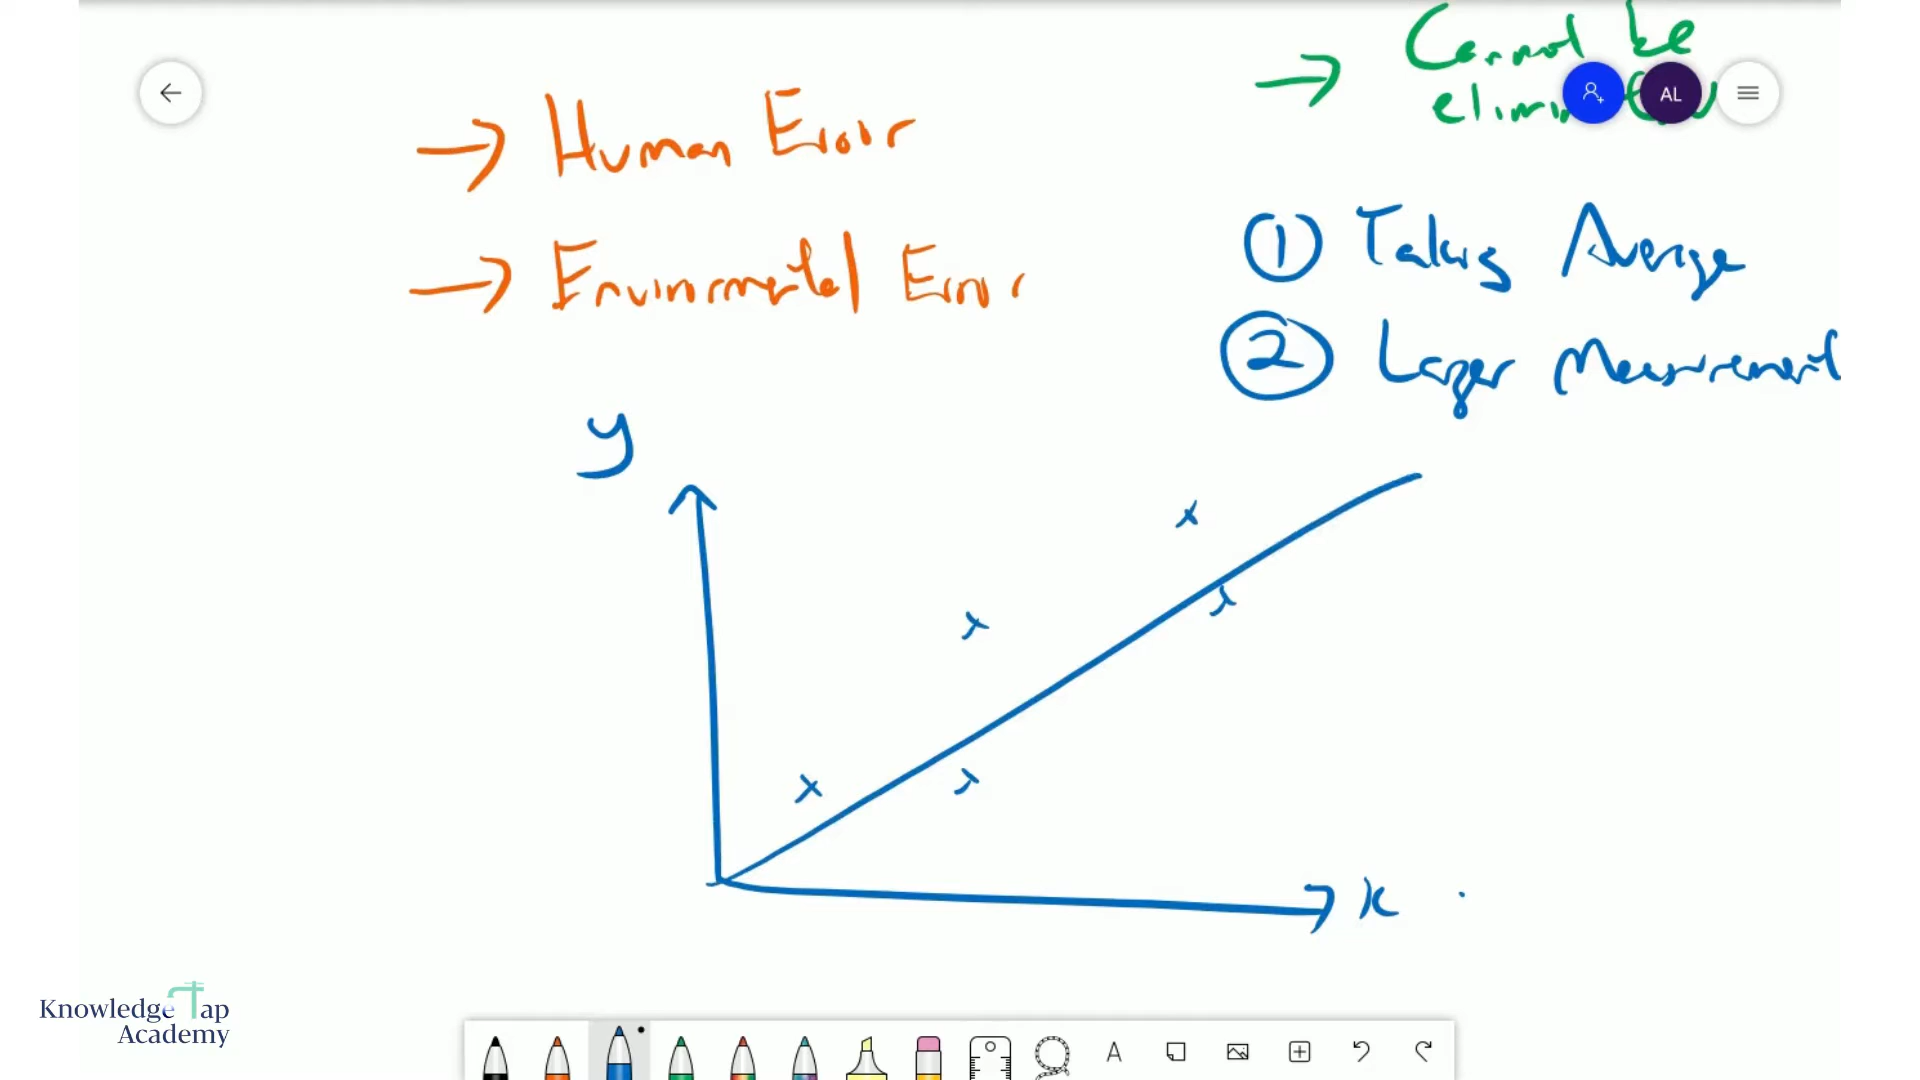 → Cannot be
→ Human Error
AL
→ Environmental Error
① Taking Average
② Larger Measurement
y
x
Knowledge Tap
Academy
A